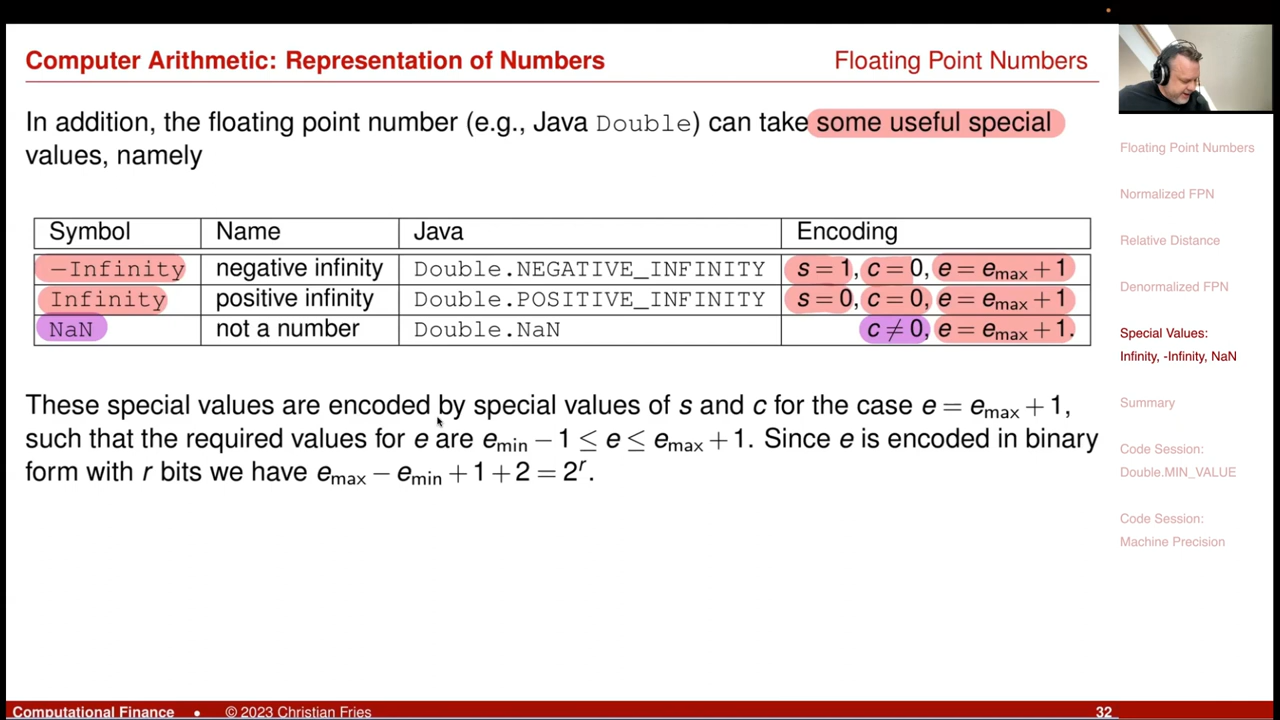 Computer Arithmetic: Representation of Numbers Floating Point Numbers
In addition, the floating point number (e.g., Java Double) can take some useful special
values, namely
Symbol Name Java Encoding
−Infinity negative infinity Double.NEGATIVE_INFINITY s = 1, c = 0, e = e_max + 1
Infinity positive infinity Double.POSITIVE_INFINITY s = 0, c = 0, e = e_max + 1
NaN not a number Double.NaN c ≠ 0, e = e_max + 1.
These special values are encoded by special values of s and c for the case e = e_max + 1,
such that the required values for e are e_min − 1 ≤ e ≤ e_max + 1. Since e is encoded in binary
form with r bits we have e_max − e_min + 1 + 2 = 2^r.
Floating Point Numbers
Normalized FPN
Relative Distance
Denormalized FPN
Special Values:
Infinity, -Infinity, NaN
Summary
Code Session:
Double.MIN_VALUE
Code Session:
Machine Precision
Computational Finance • © 2023 Christian Fries 32